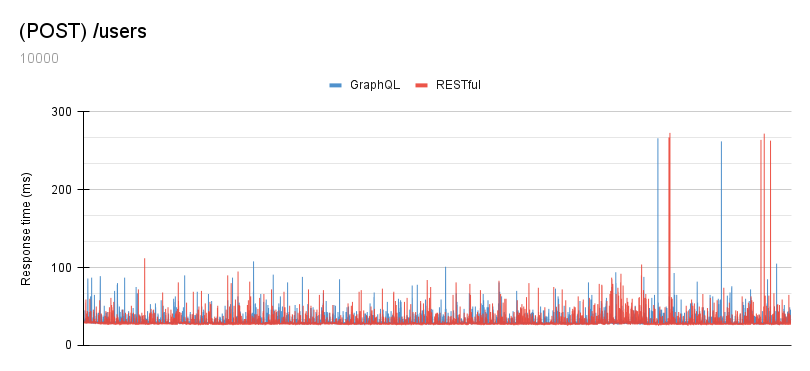 (POST) /users
10000
GraphQL
RESTful
300
200
100
0
Response time (ms)